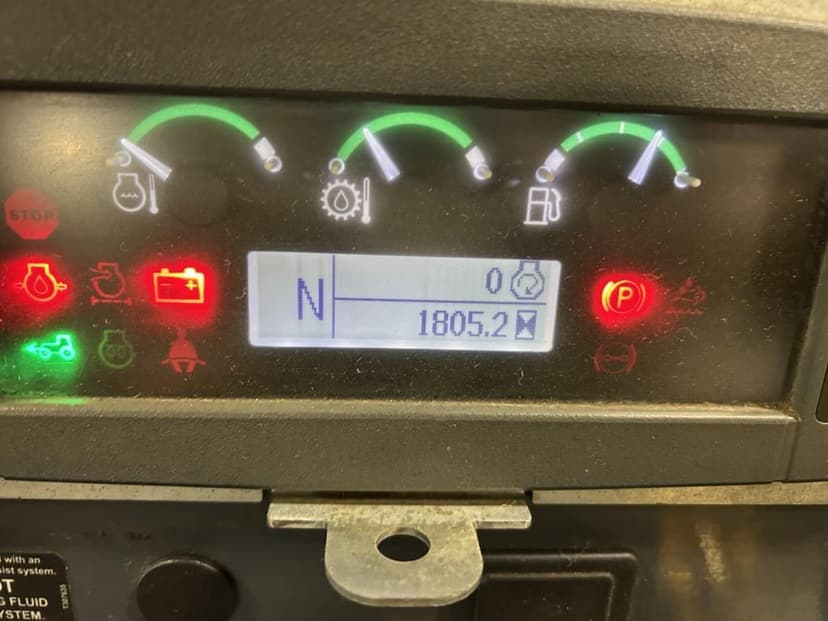 STOP
P
N
0
1805.2
with an
sist system.
OT
G FLUID
YSTEM.